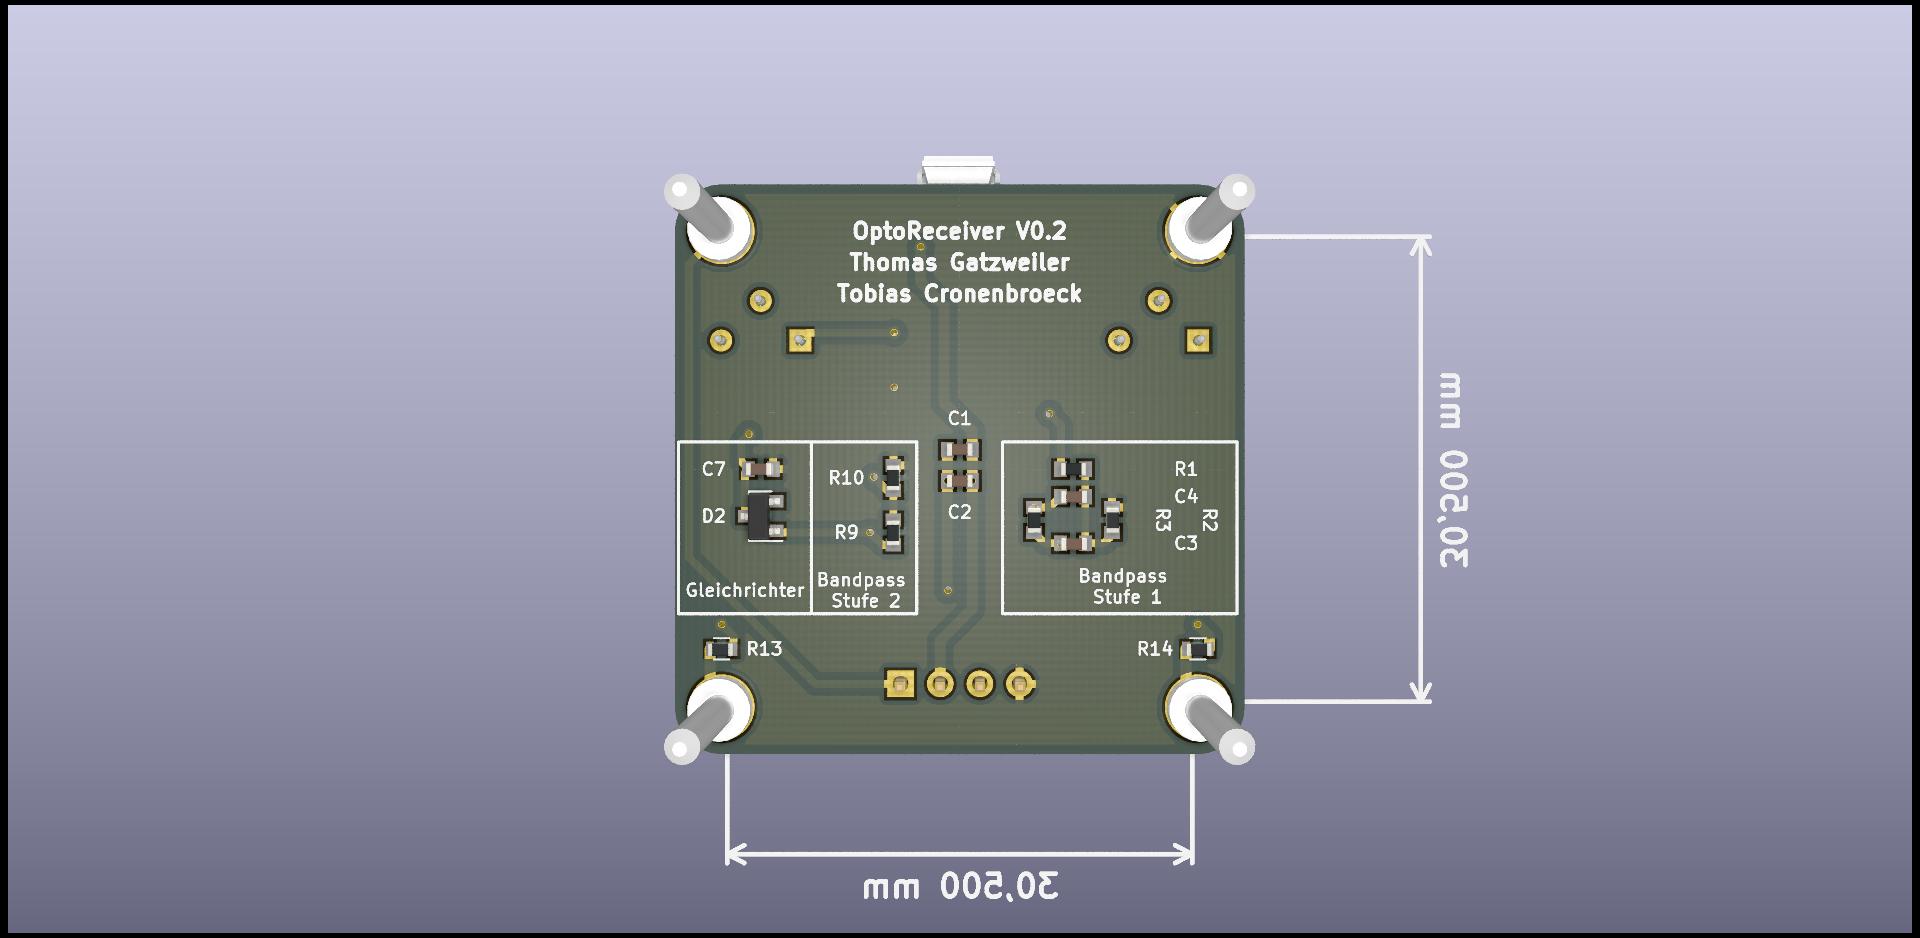 OptoReceiver V0.2
Thomas Gatzweiler
Tobias Cronenbroeck
C1
C7
R10
C2
D2
R9
Gleichrichter
Bandpass
Stufe 2
R1
C4
R3
R2
C3
Bandpass
Stufe 1
R13
R14
30,500 mm
30,500 mm